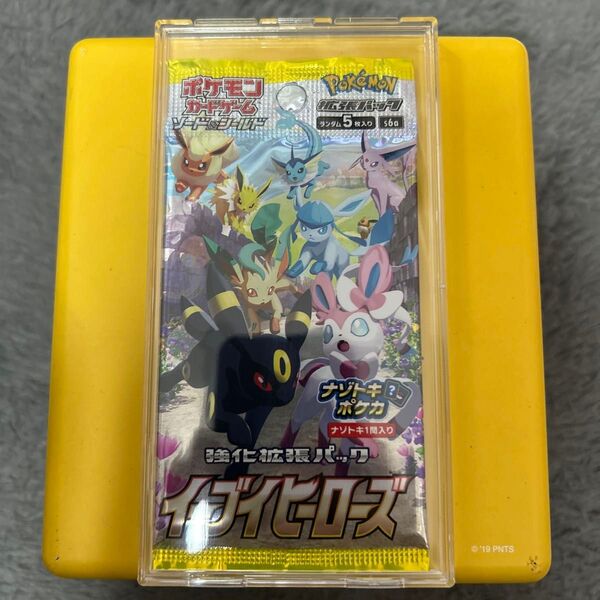 ポケモン
カードゲーム
ソード&シールド
Pokémon
拡張パック
ランダム5枚入り s6a
ナゾトキ ?
ポケカ
ナゾトキ1問入り
強化拡張パック
イーブイヒーローズ
© '19 PNTS